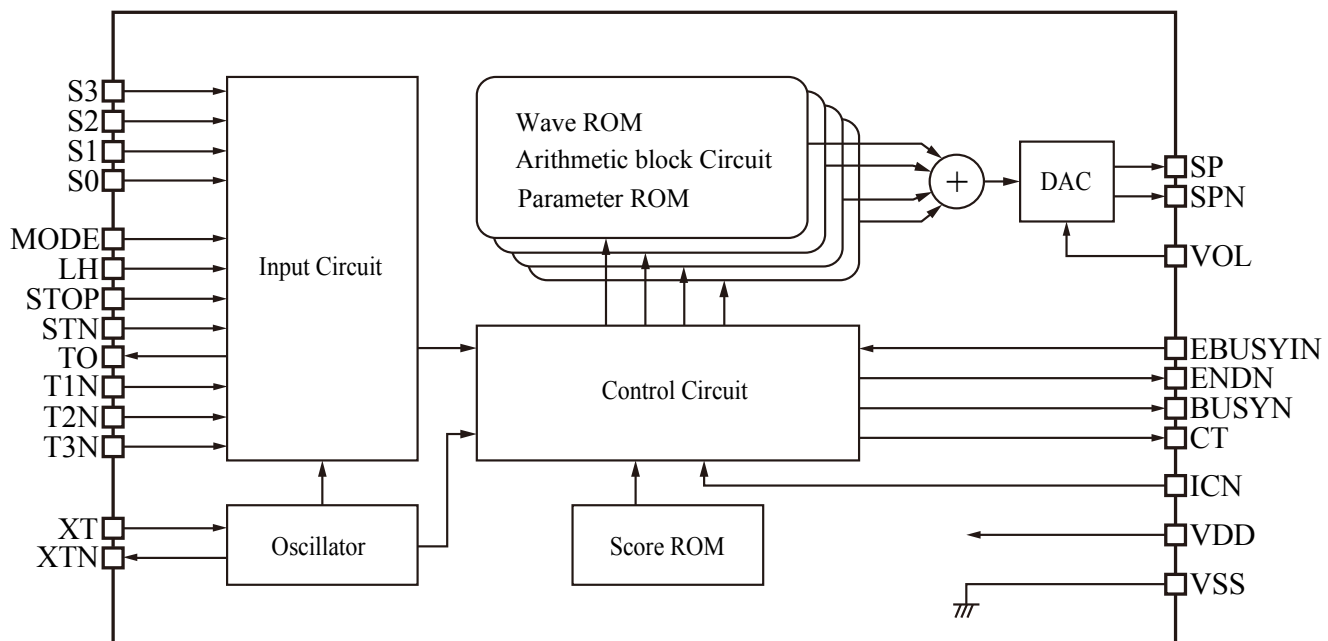 S3
S2
S1
S0
MODE
LH
STOP
STN
TO
T1N
T2N
T3N
XT
XTN
Input Circuit
Oscillator
Wave ROM
Arithmetic block Circuit
Parameter ROM
Control Circuit
Score ROM
+
DAC
SP
SPN
VOL
EBUSYIN
ENDN
BUSYN
CT
ICN
VDD
VSS